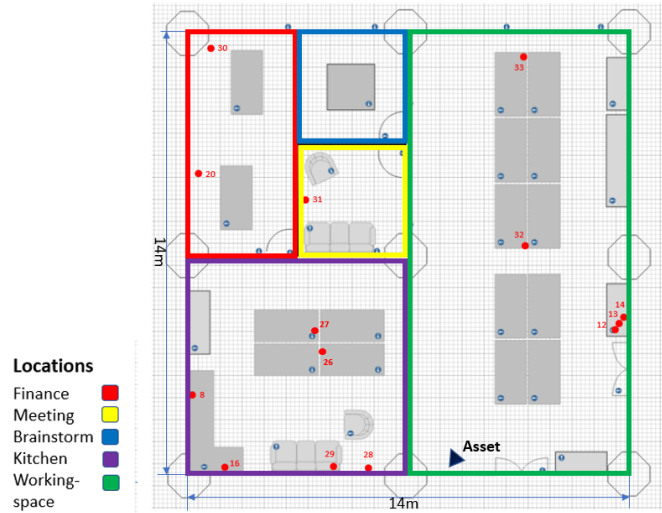 30
33
20
31
32
14m
14
13
12
27
26
Locations
Finance
Meeting
Brainstorm
Kitchen
Working-
space
8
16
29
28
Asset
14m